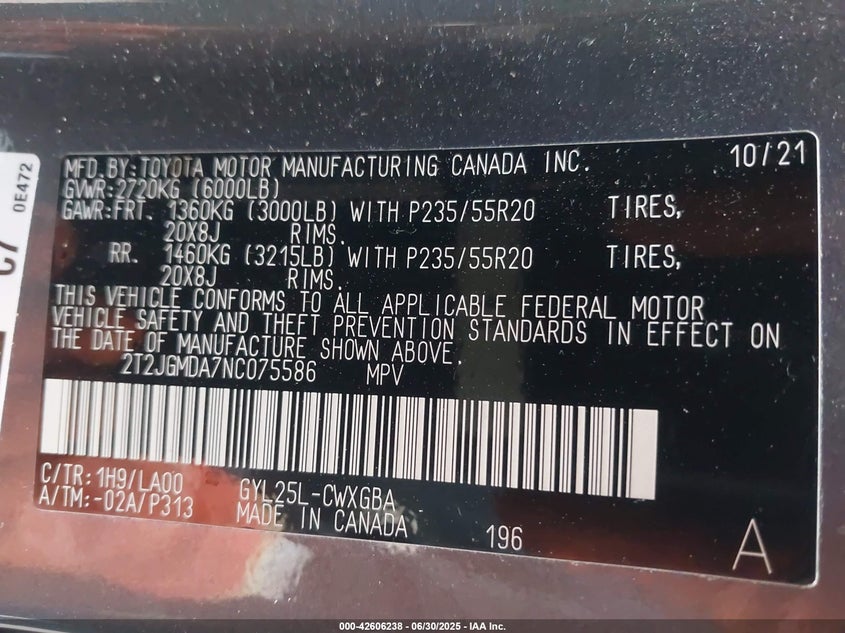 MFD. BY: TOYOTA MOTOR MANUFACTURING CANADA INC. 10/21
GVWR: 2720KG (6000LB)
GAWR: FRT. 1360KG (3000LB) WITH P235/55R20 TIRES,
20X8J RIMS.
RR. 1460KG (3215LB) WITH P235/55R20 TIRES,
20X8J RIMS.
THIS VEHICLE CONFORMS TO ALL APPLICABLE FEDERAL MOTOR
VEHICLE SAFETY AND THEFT PREVENTION STANDARDS IN EFFECT ON
THE DATE OF MANUFACTURE SHOWN ABOVE.
2T2JGMDA7NC075586 MPV
C/TR: 1H9/LA00 GYL25L-CWXGBA
A/TM: -02A/P313 MADE IN CANADA 196 A
C7 0E472
000-42606238 - 06/30/2025 - IAA Inc.